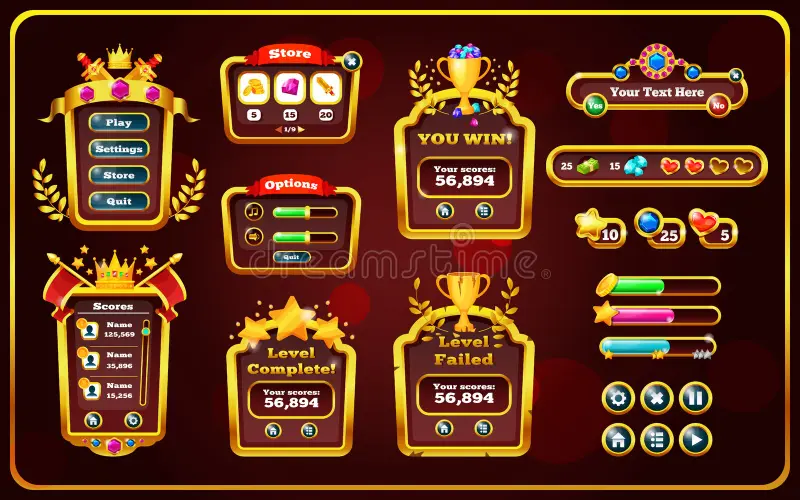 Play
Settings
Store
Quit
Store
5 15 20
1/9
YOU WIN!
Your scores:
56,894
Your Text Here
Yes No
25 15
Options
Quit
10 25 5
Scores
Name
125,569
Name
35,896
Name
15,256
Level
Complete!
Your scores:
56,894
Level
Failed
Your scores:
56,894
dreamstime.com